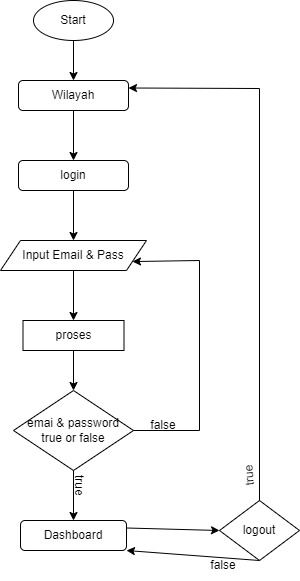 Start
Wilayah
login
Input Email & Pass
proses
emai & password
true or false
false
true
true
Dashboard
logout
false